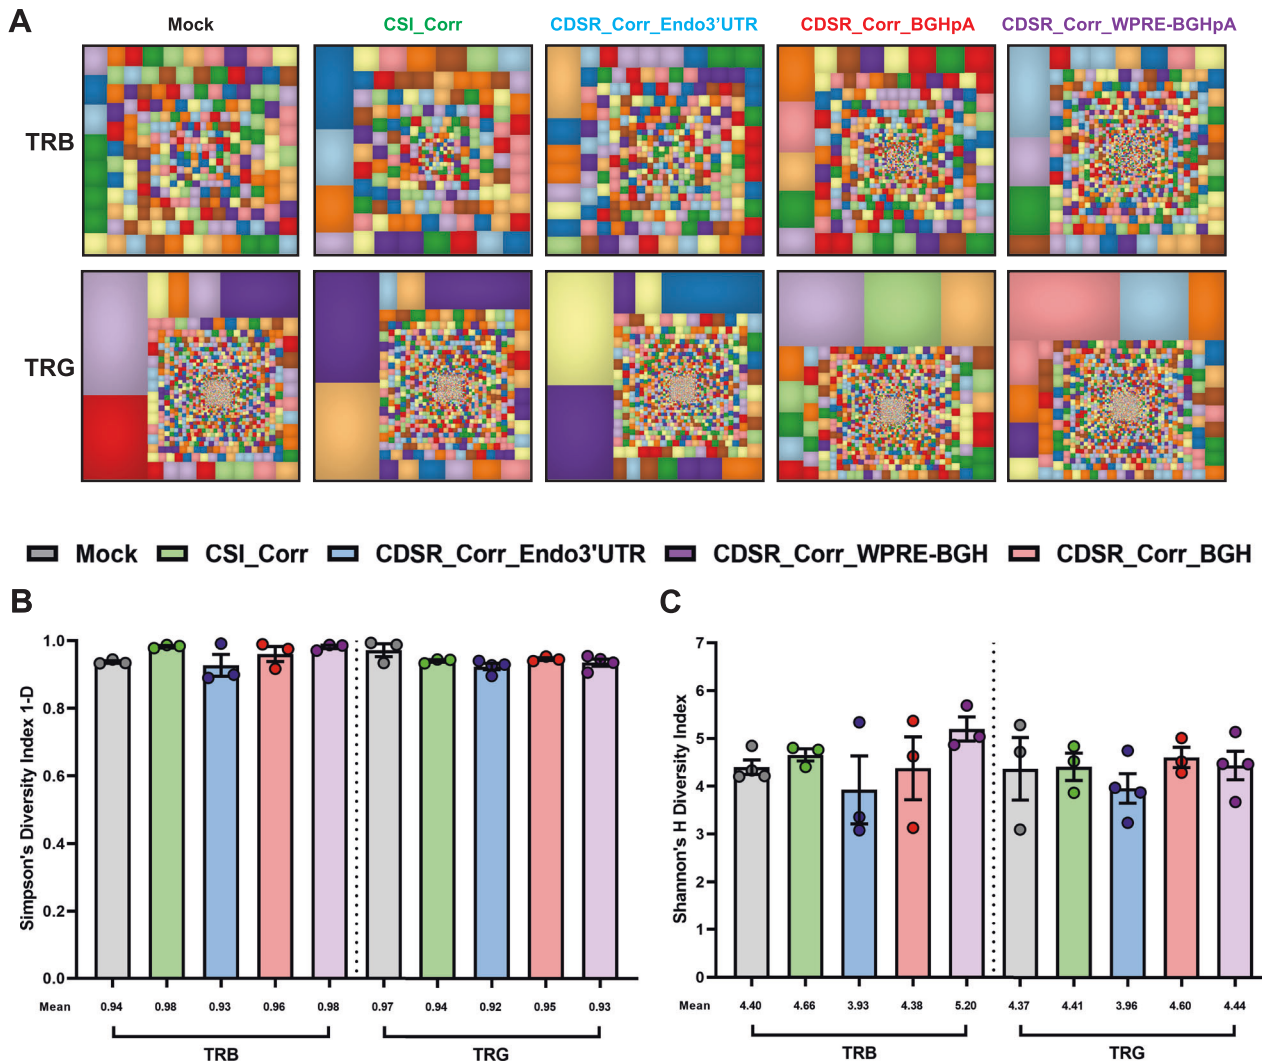 A
Mock CSI_Corr CDSR_Corr_Endo3'UTR CDSR_Corr_BGHpA CDSR_Corr_WPRE-BGHpA
TRB
TRG
Mock CSI_Corr CDSR_Corr_Endo3'UTR CDSR_Corr_WPRE-BGH CDSR_Corr_BGH
B
Simpson's Diversity Index 1-D
1.0
0.8
0.6
0.4
0.2
0.0
Mean 0.94 0.98 0.93 0.96 0.98 0.97 0.94 0.92 0.95 0.93
TRB TRG
C
Shannon's H Diversity Index
7
6
5
4
3
2
1
0
Mean 4.40 4.66 3.93 4.38 5.20 4.37 4.41 3.96 4.60 4.44
TRB TRG